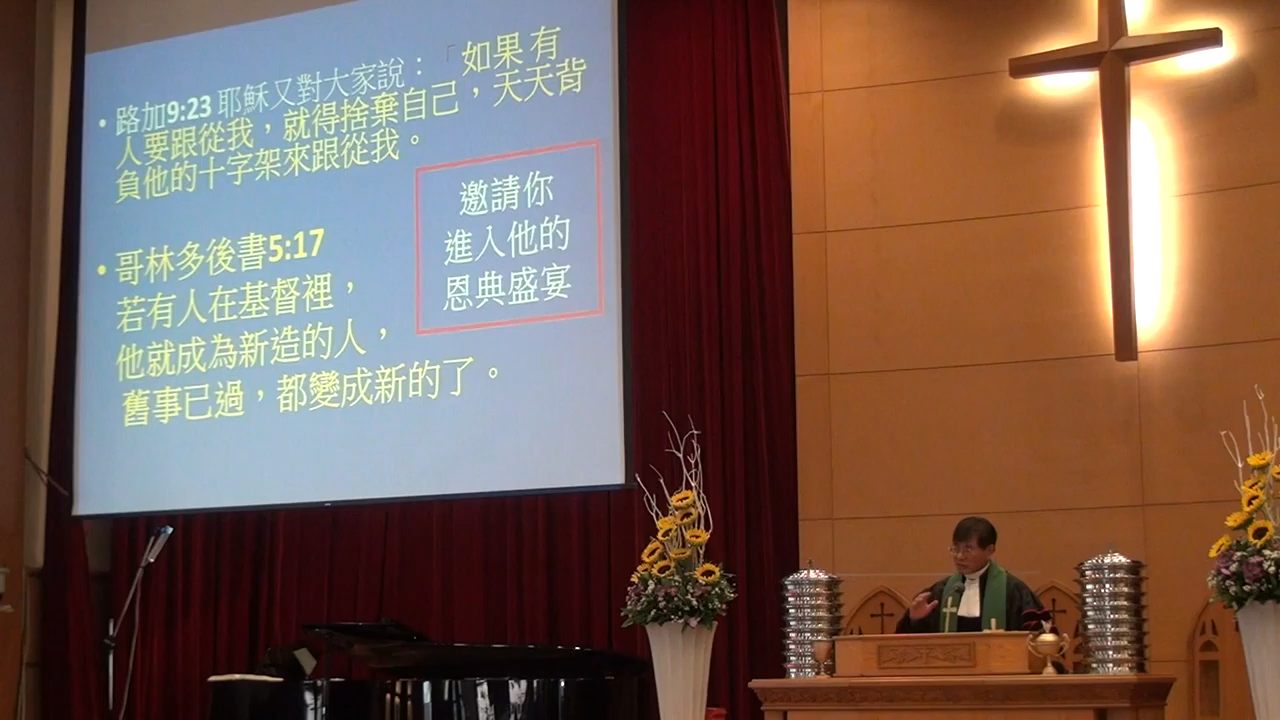 • 路加9:23 耶穌又對大家說：「如果有
人要跟從我，就得捨棄自己，天天背
負他的十字架來跟從我。
邀請你
進入他的
恩典盛宴
• 哥林多後書5:17
若有人在基督裡，
他就成為新造的人，
舊事已過，都變成新的了。